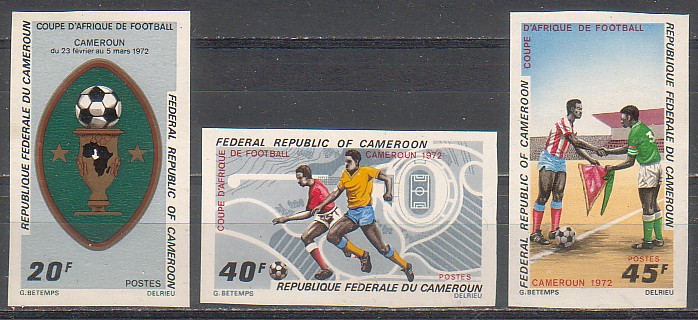 COUPE D'AFRIQUE DE FOOTBALL
CAMEROUN
du 23 février au 5 mars 1972
REPUBLIQUE FEDERALE DU CAMEROUN
FEDERAL REPUBLIC OF CAMEROON
20F
POSTES
G.BETEMPS
DELRIEU
FEDERAL REPUBLIC OF CAMEROON
COUPE D'AFRIQUE
DE FOOTBALL
CAMEROUN 1972
40F
POSTES
REPUBLIQUE FEDERALE DU CAMEROUN
G.BETEMPS
DELRIEU
COUPE D'AFRIQUE DE FOOTBALL
FEDERAL REPUBLIC OF CAMEROON
REPUBLIQUE FEDERALE DU CAMEROUN
CAMEROUN 1972
POSTES
45F
G.BETEMPS
DELRIEU